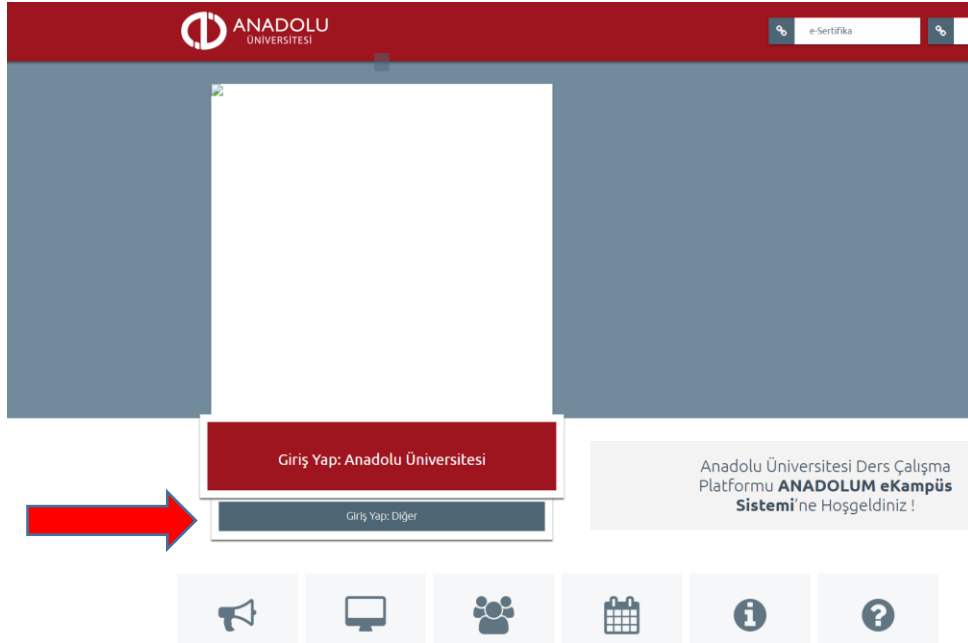 ANADOLU
ÜNİVERSİTESİ
e-Sertifika
Giriş Yap: Anadolu Üniversitesi
Giriş Yap: Diğer
Anadolu Üniversitesi Ders Çalışma
Platformu ANADOLUM eKampüs
Sistemi'ne Hoşgeldiniz !